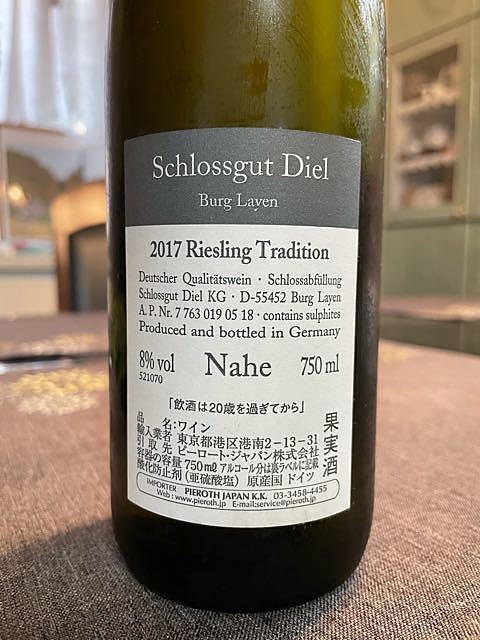 Schlossgut Diel
Burg Layen
2017 Riesling Tradition
Deutscher Qualitätswein · Schlossabfüllung
Schlossgut Diel KG · D-55452 Burg Layen
A. P. Nr. 7 763 019 05 18 · contains sulphites
Produced and bottled in Germany
8% vol Nahe 750 ml
521070
「飲酒は20歳を過ぎてから」
品名:ワイン
輸入業者 東京都港区港南2-13-31
引取先 ピーロート・ジャパン株式会社
容器の容量 750㎖ アルコール分は裏ラベルに記載
酸化防止剤(亜硫酸塩) 原産国 ドイツ
果実酒
IMPORTER PIEROTH JAPAN K.K. 03-3458-4455
Web : www.pieroth.jp E-mail:service@pieroth.jp